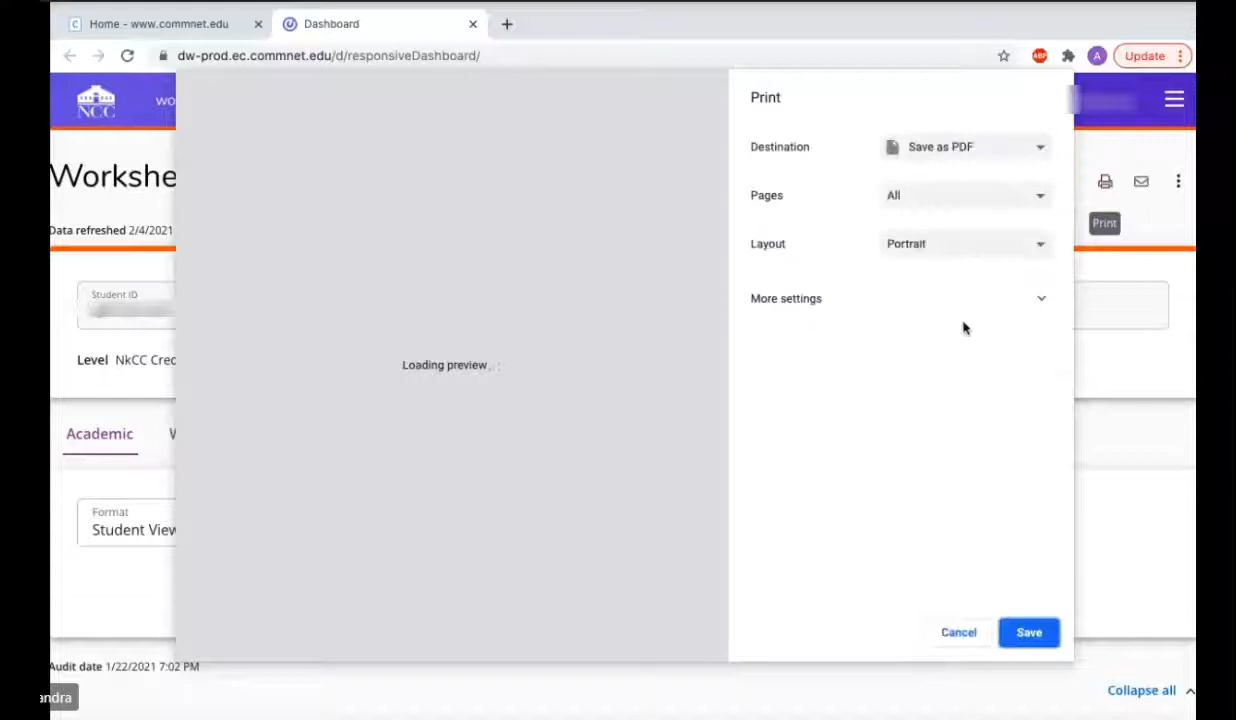 Home - www.commnet.edu
Dashboard
dw-prod.ec.commnet.edu/d/responsiveDashboard/
ABP
A
Update
NCC
WO
Print
Destination
Save as PDF
Pages
All
Layout
Portrait
More settings
Loading preview
Cancel
Save
Workshe
Print
Data refreshed 2/4/2021
Student ID
Level NkCC Cred
Academic
Format
Student View
Audit date 1/22/2021 7:02 PM
andra
Collapse all